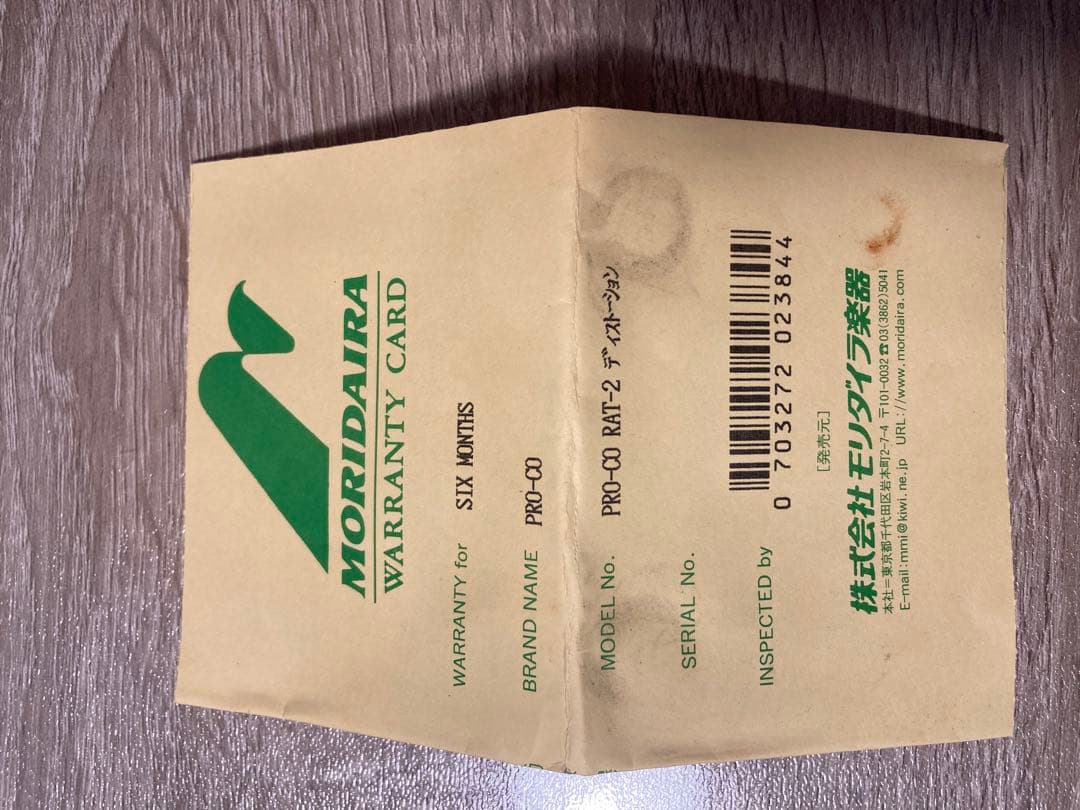 MORIDAIRA
WARRANTY CARD
WARRANTY for SIX MONTHS
BRAND NAME PRO-CO
MODEL No. PRO-CO RAT-2 ディストーション
SERIAL No.
INSPECTED by
0 703272 023844
[発売元]
株式会社モリダイラ楽器
本社=東京都千代田区岩本町2-7-4 〒101-0032 ☎03(3862)5041
E-mail:mmi@kiwi.ne.jp URL://www.moridaira.com